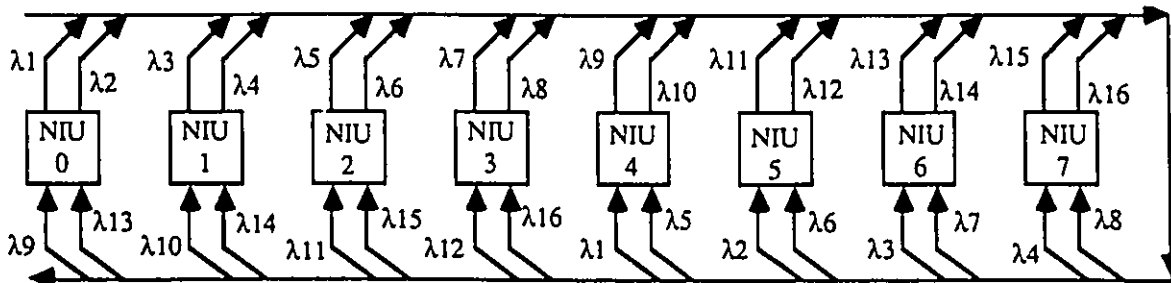 λ1 λ2 λ3 λ4 λ5 λ6 λ7 λ8 λ9 λ10 λ11 λ12 λ13 λ14 λ15 λ16
NIU NIU NIU NIU NIU NIU NIU NIU
0 1 2 3 4 5 6 7
λ9 λ13 λ10 λ14 λ11 λ15 λ12 λ16 λ1 λ5 λ2 λ6 λ3 λ7 λ4 λ8